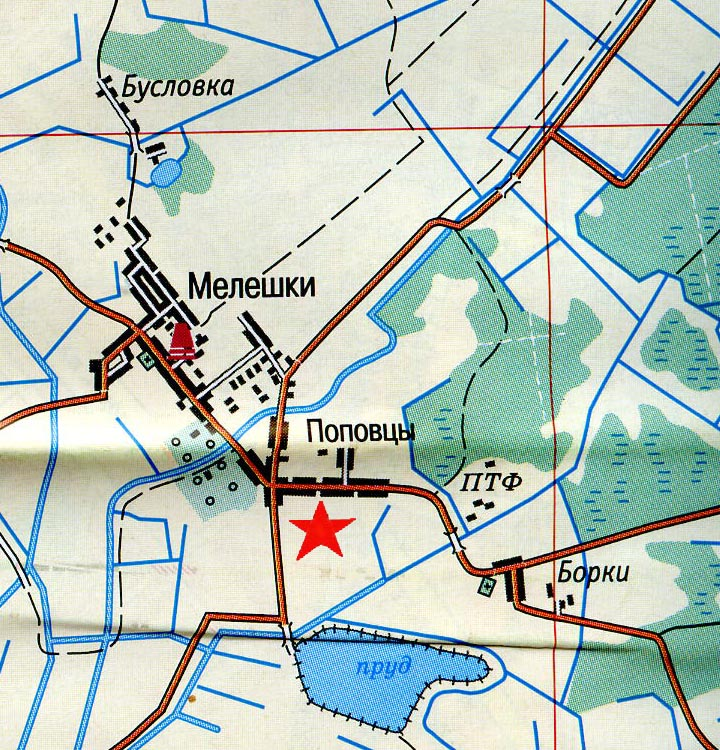 Бусловка
Мелешки
Поповцы
ПТФ
Борки
пруд